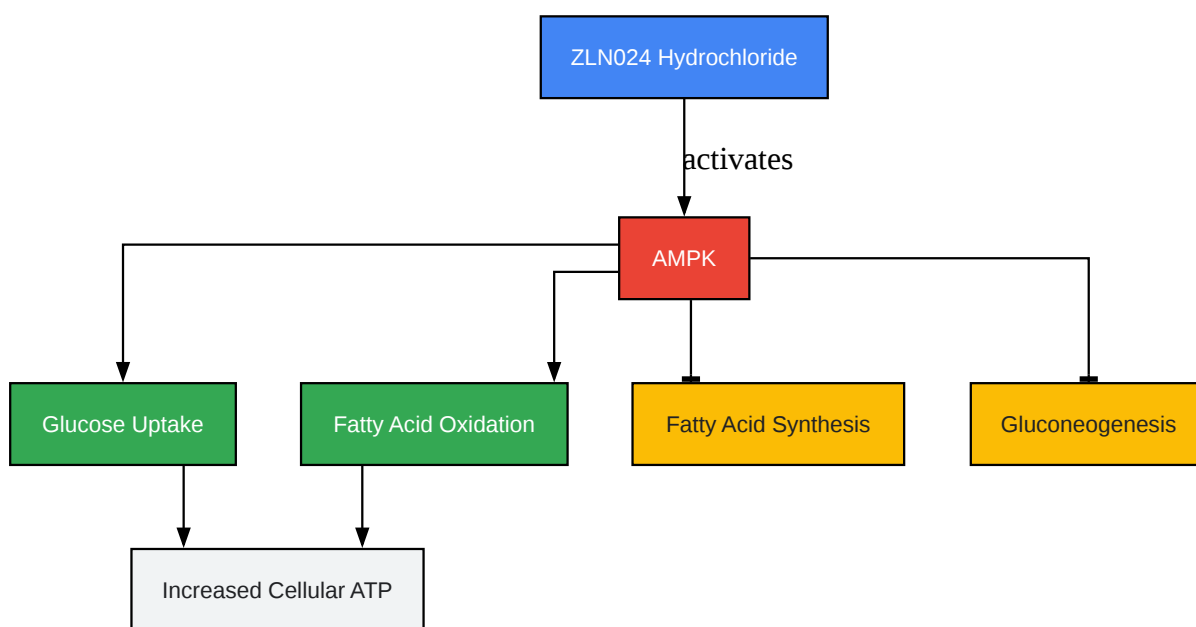 ZLN024 Hydrochloride
activates
AMPK
Glucose Uptake
Fatty Acid Oxidation
Fatty Acid Synthesis
Gluconeogenesis
Increased Cellular ATP